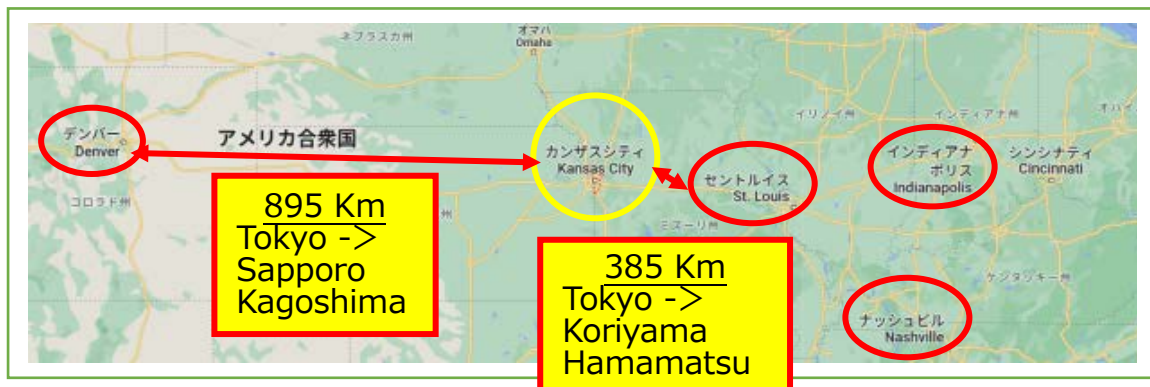 ネブラスカ州
オマハ
Omaha
デンバー
Denver
アメリカ合衆国
カンザスシティ
Kansas City
セントルイス
St. Louis
イリノイ州
インディアナ州
オハイ
インディアナ
ポリス
Indianapolis
シンシナティ
Cincinnati
コロラド州
州
ミズーリ州
ケンタッキー州
ナッシュビル
Nashville
895 Km
Tokyo ->
Sapporo
Kagoshima
385 Km
Tokyo ->
Koriyama
Hamamatsu